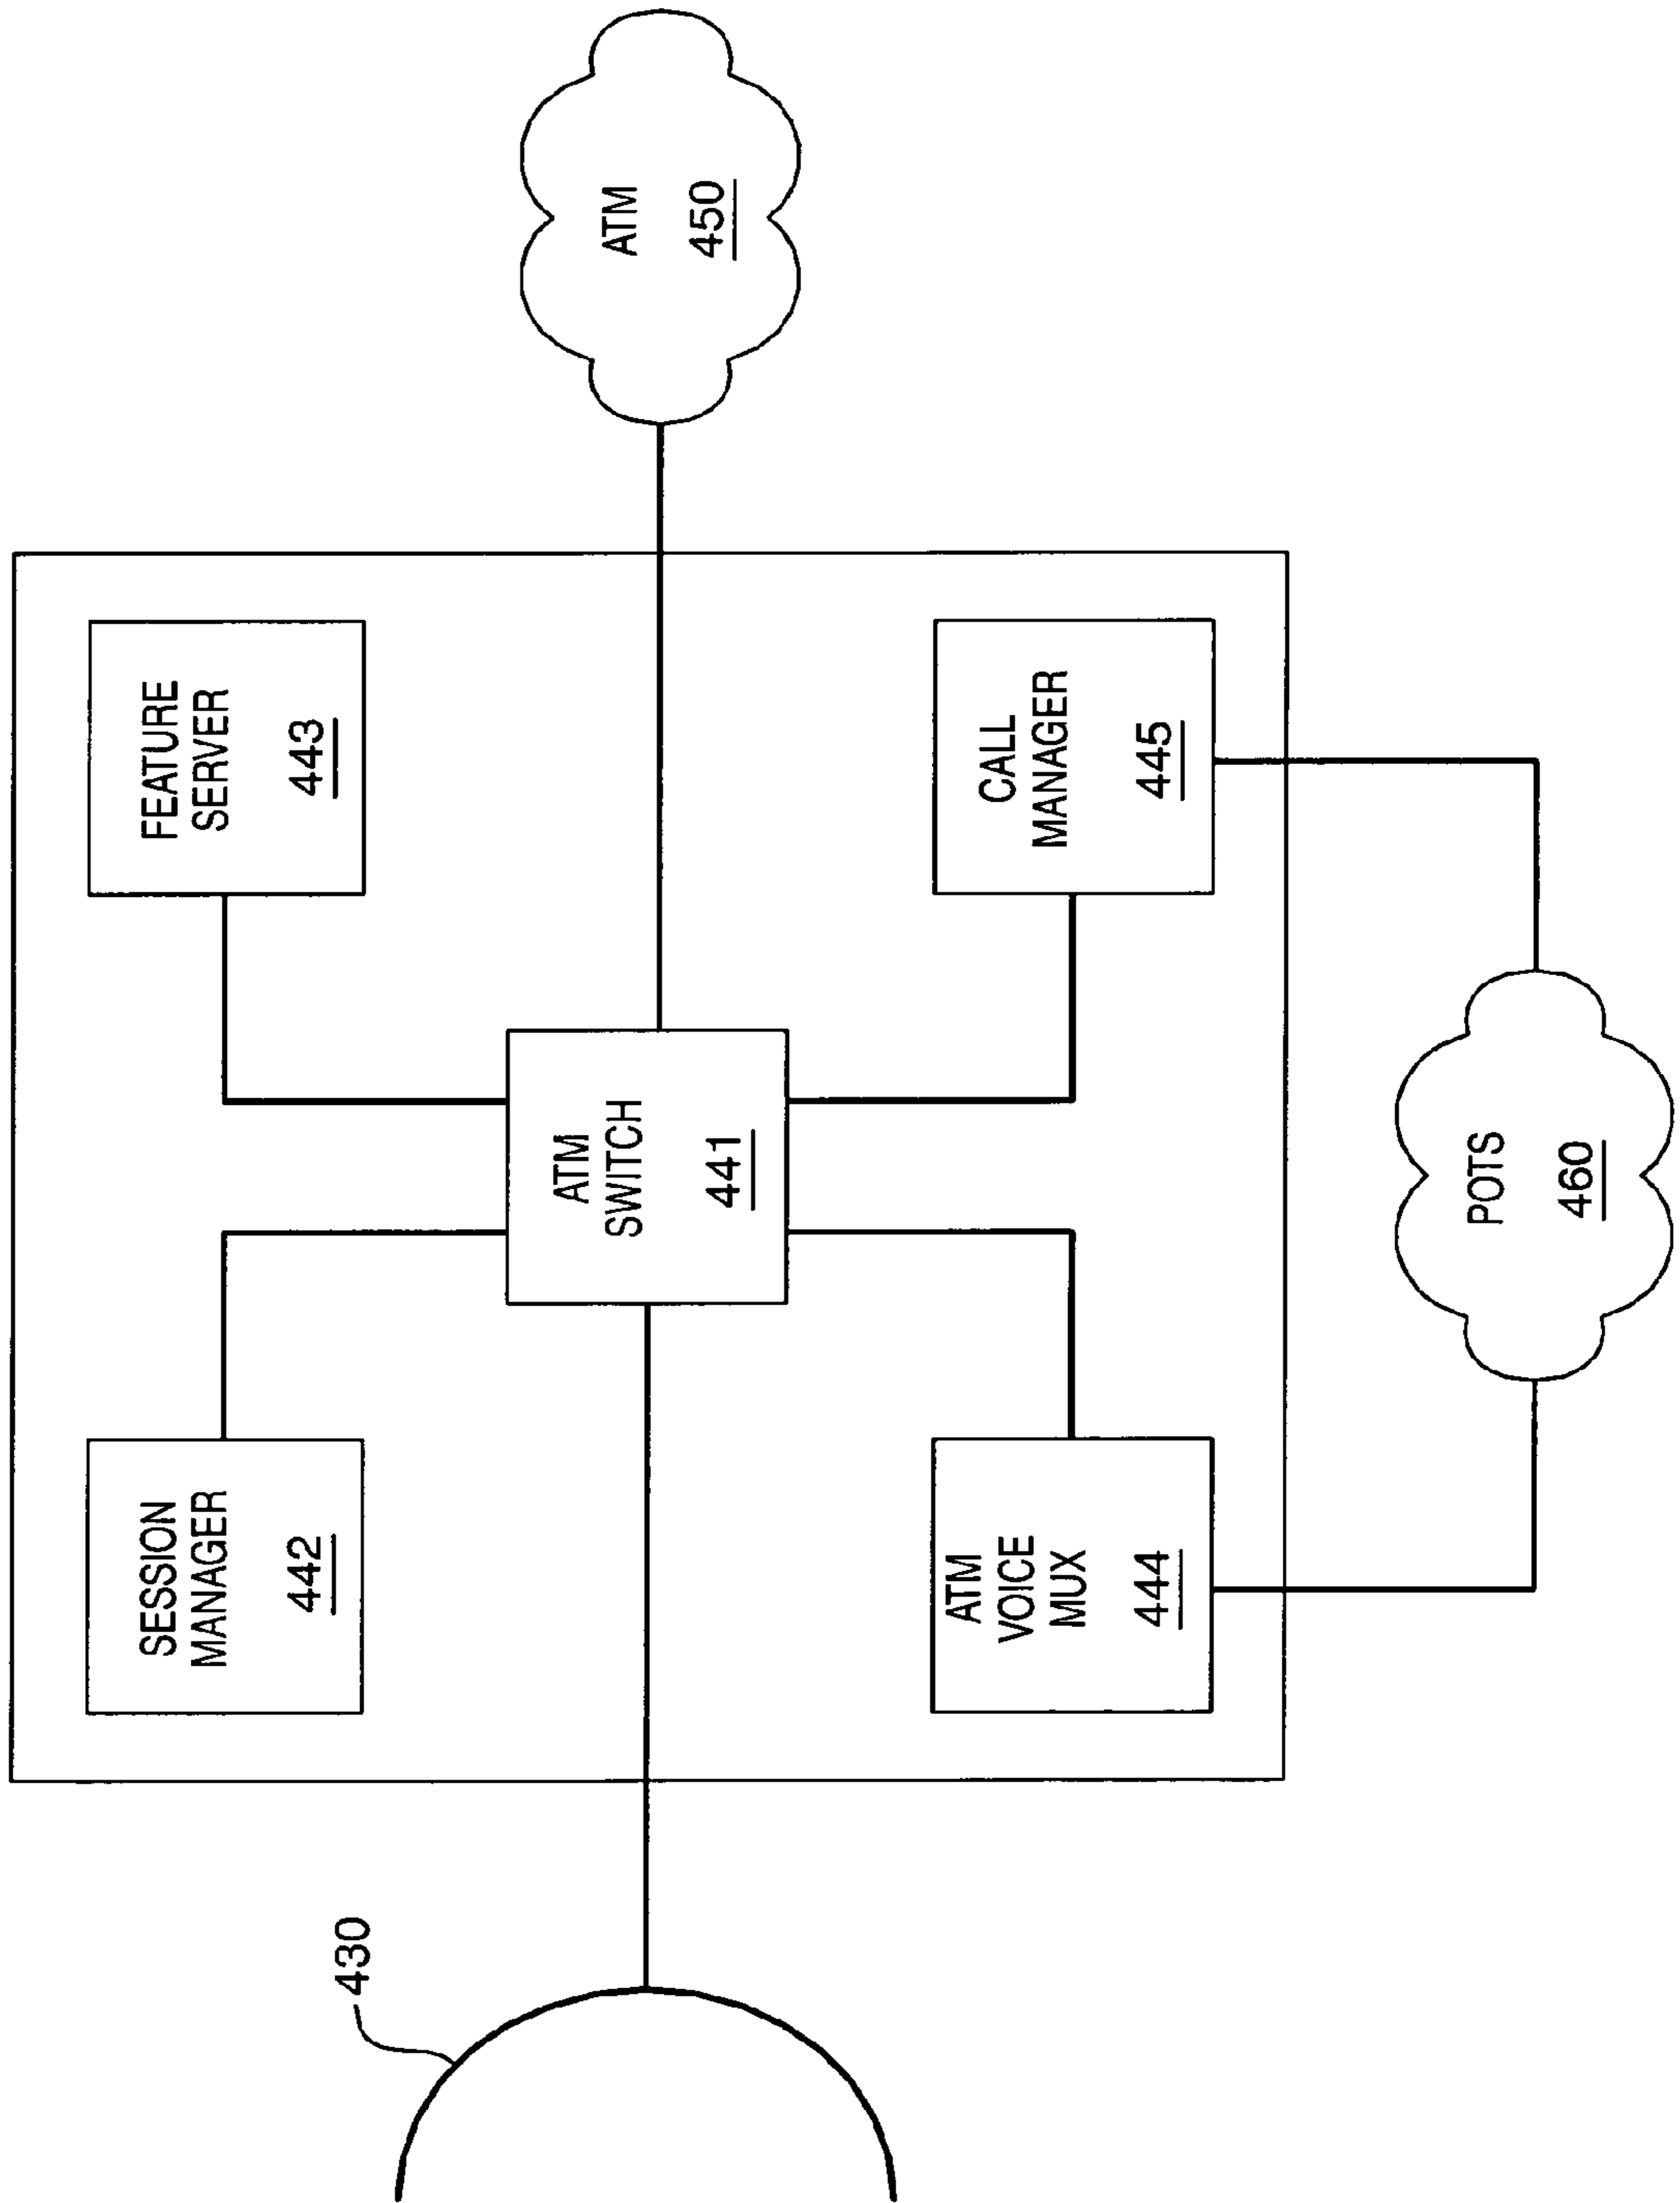 SESSION
MANAGER
442
FEATURE
SERVER
443
430
ATM
SWITCH
441
ATM
450
ATM
VOICE
MUX
444
CALL
MANAGER
445
POTS
460